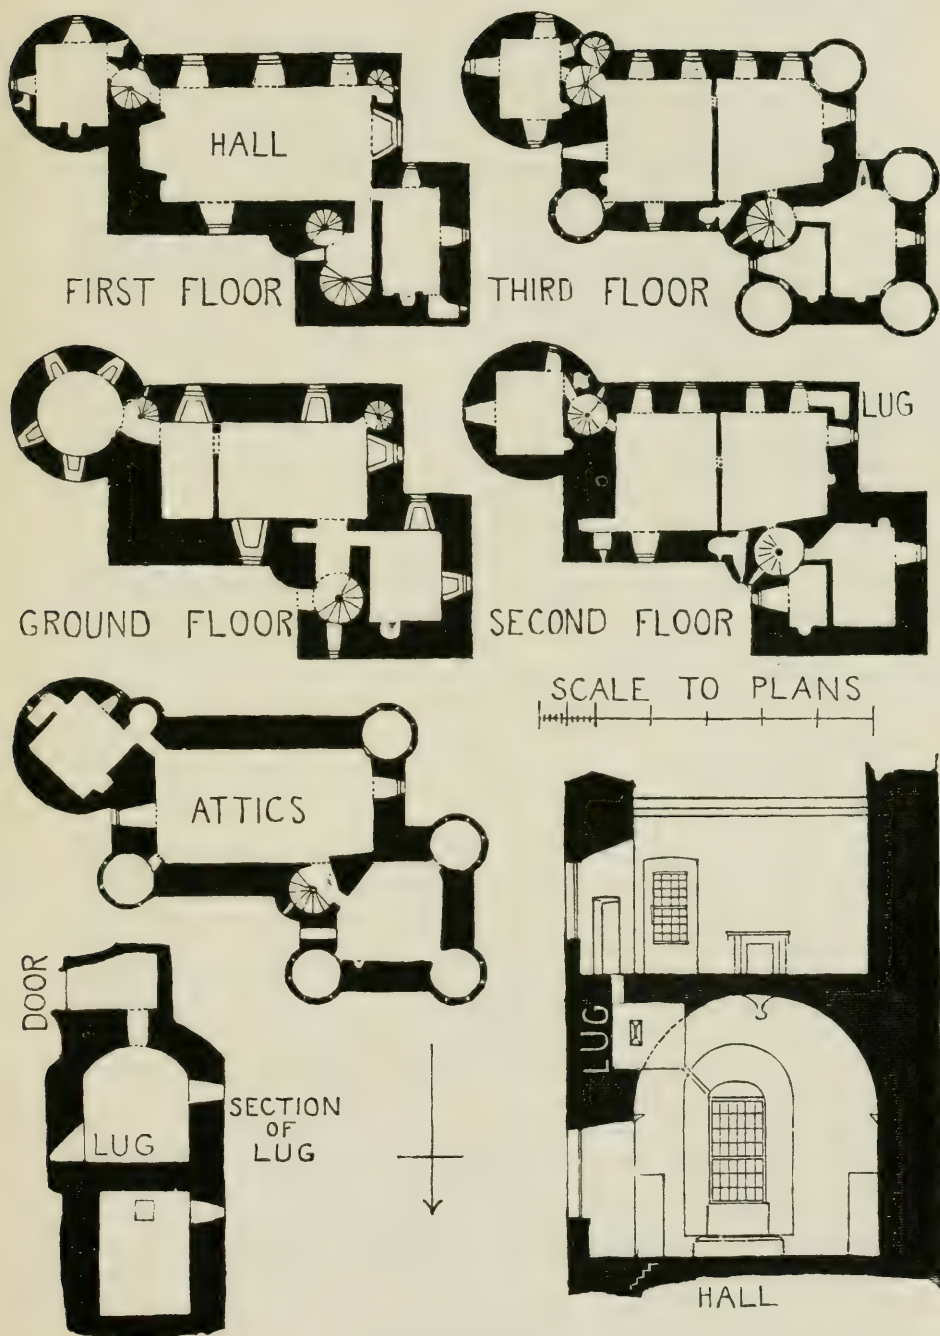 HALL
FIRST FLOOR
THIRD FLOOR
LUG
GROUND FLOOR
SECOND FLOOR
SCALE TO PLANS
ATTICS
DOOR
LUG
SECTION
OF
LUG
LUG
HALL